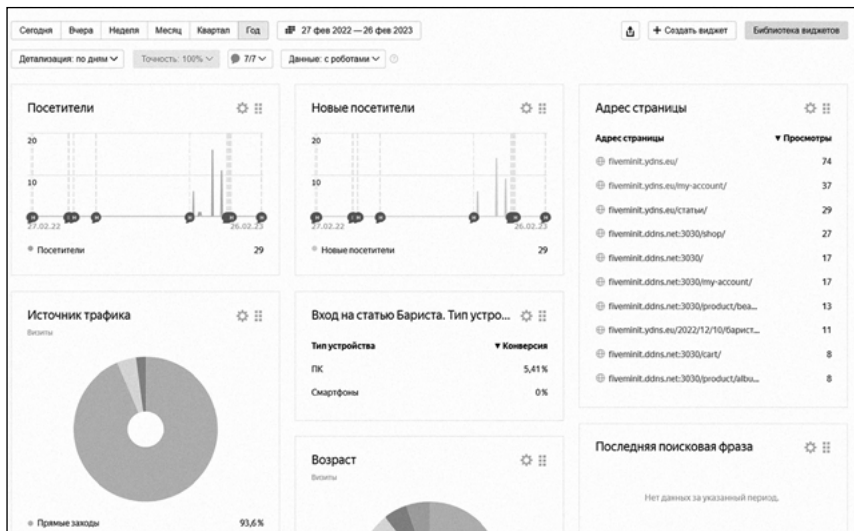 Сегодня Вчера Неделя Месяц Квартал Год 27 фев 2022 — 26 фев 2023 + Создать виджет Библиотека виджетов
Детализация: по дням Точность: 100% 7/7 Данные: с роботами
Посетители
20
10
27.02.22 26.02.23
Посетители 29
Новые посетители
20
10
27.02.22 26.02.23
Новые посетители 29
Адрес страницы
Адрес страницы ▼ Просмотры
fiveminit.ydns.eu/ 74
fiveminit.ydns.eu/my-account/ 37
fiveminit.ydns.eu/статьи/ 29
fiveminit.ddns.net:3030/shop/ 27
fiveminit.ddns.net:3030/ 17
fiveminit.ddns.net:3030/my-account/ 17
fiveminit.ddns.net:3030/product/bea... 13
fiveminit.ydns.eu/2022/12/10/барист... 11
fiveminit.ddns.net:3030/cart/ 8
fiveminit.ddns.net:3030/product/albu... 8
Источник трафика
Визиты
Прямые заходы 93,6%
Вход на статью Бариста. Тип устро...
Тип устройства ▼ Конверсия
ПК 5,41%
Смартфоны 0%
Возраст
Визиты
Последняя поисковая фраза
Нет данных за указанный период.